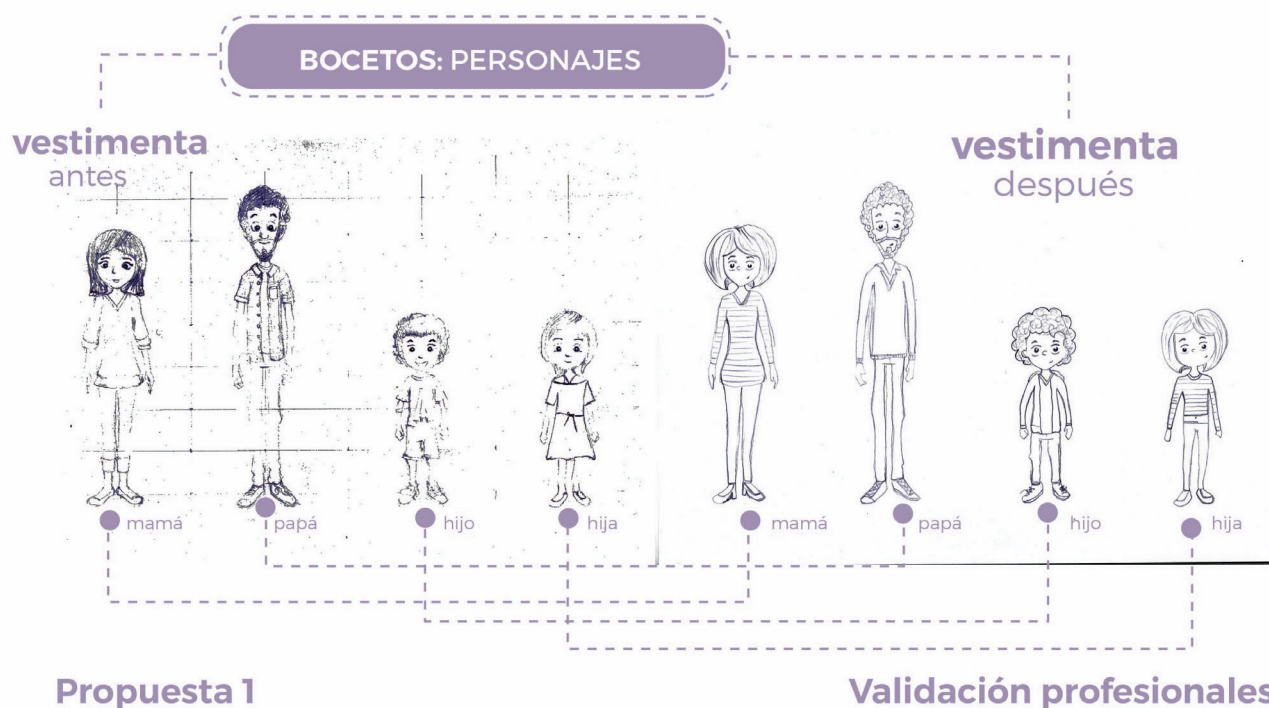 BOCETOS: PERSONAJES
vestimenta
antes
vestimenta
después
mamá
papá
hijo
hija
mamá
papá
hijo
hija
Propuesta 1
Validación profesionales